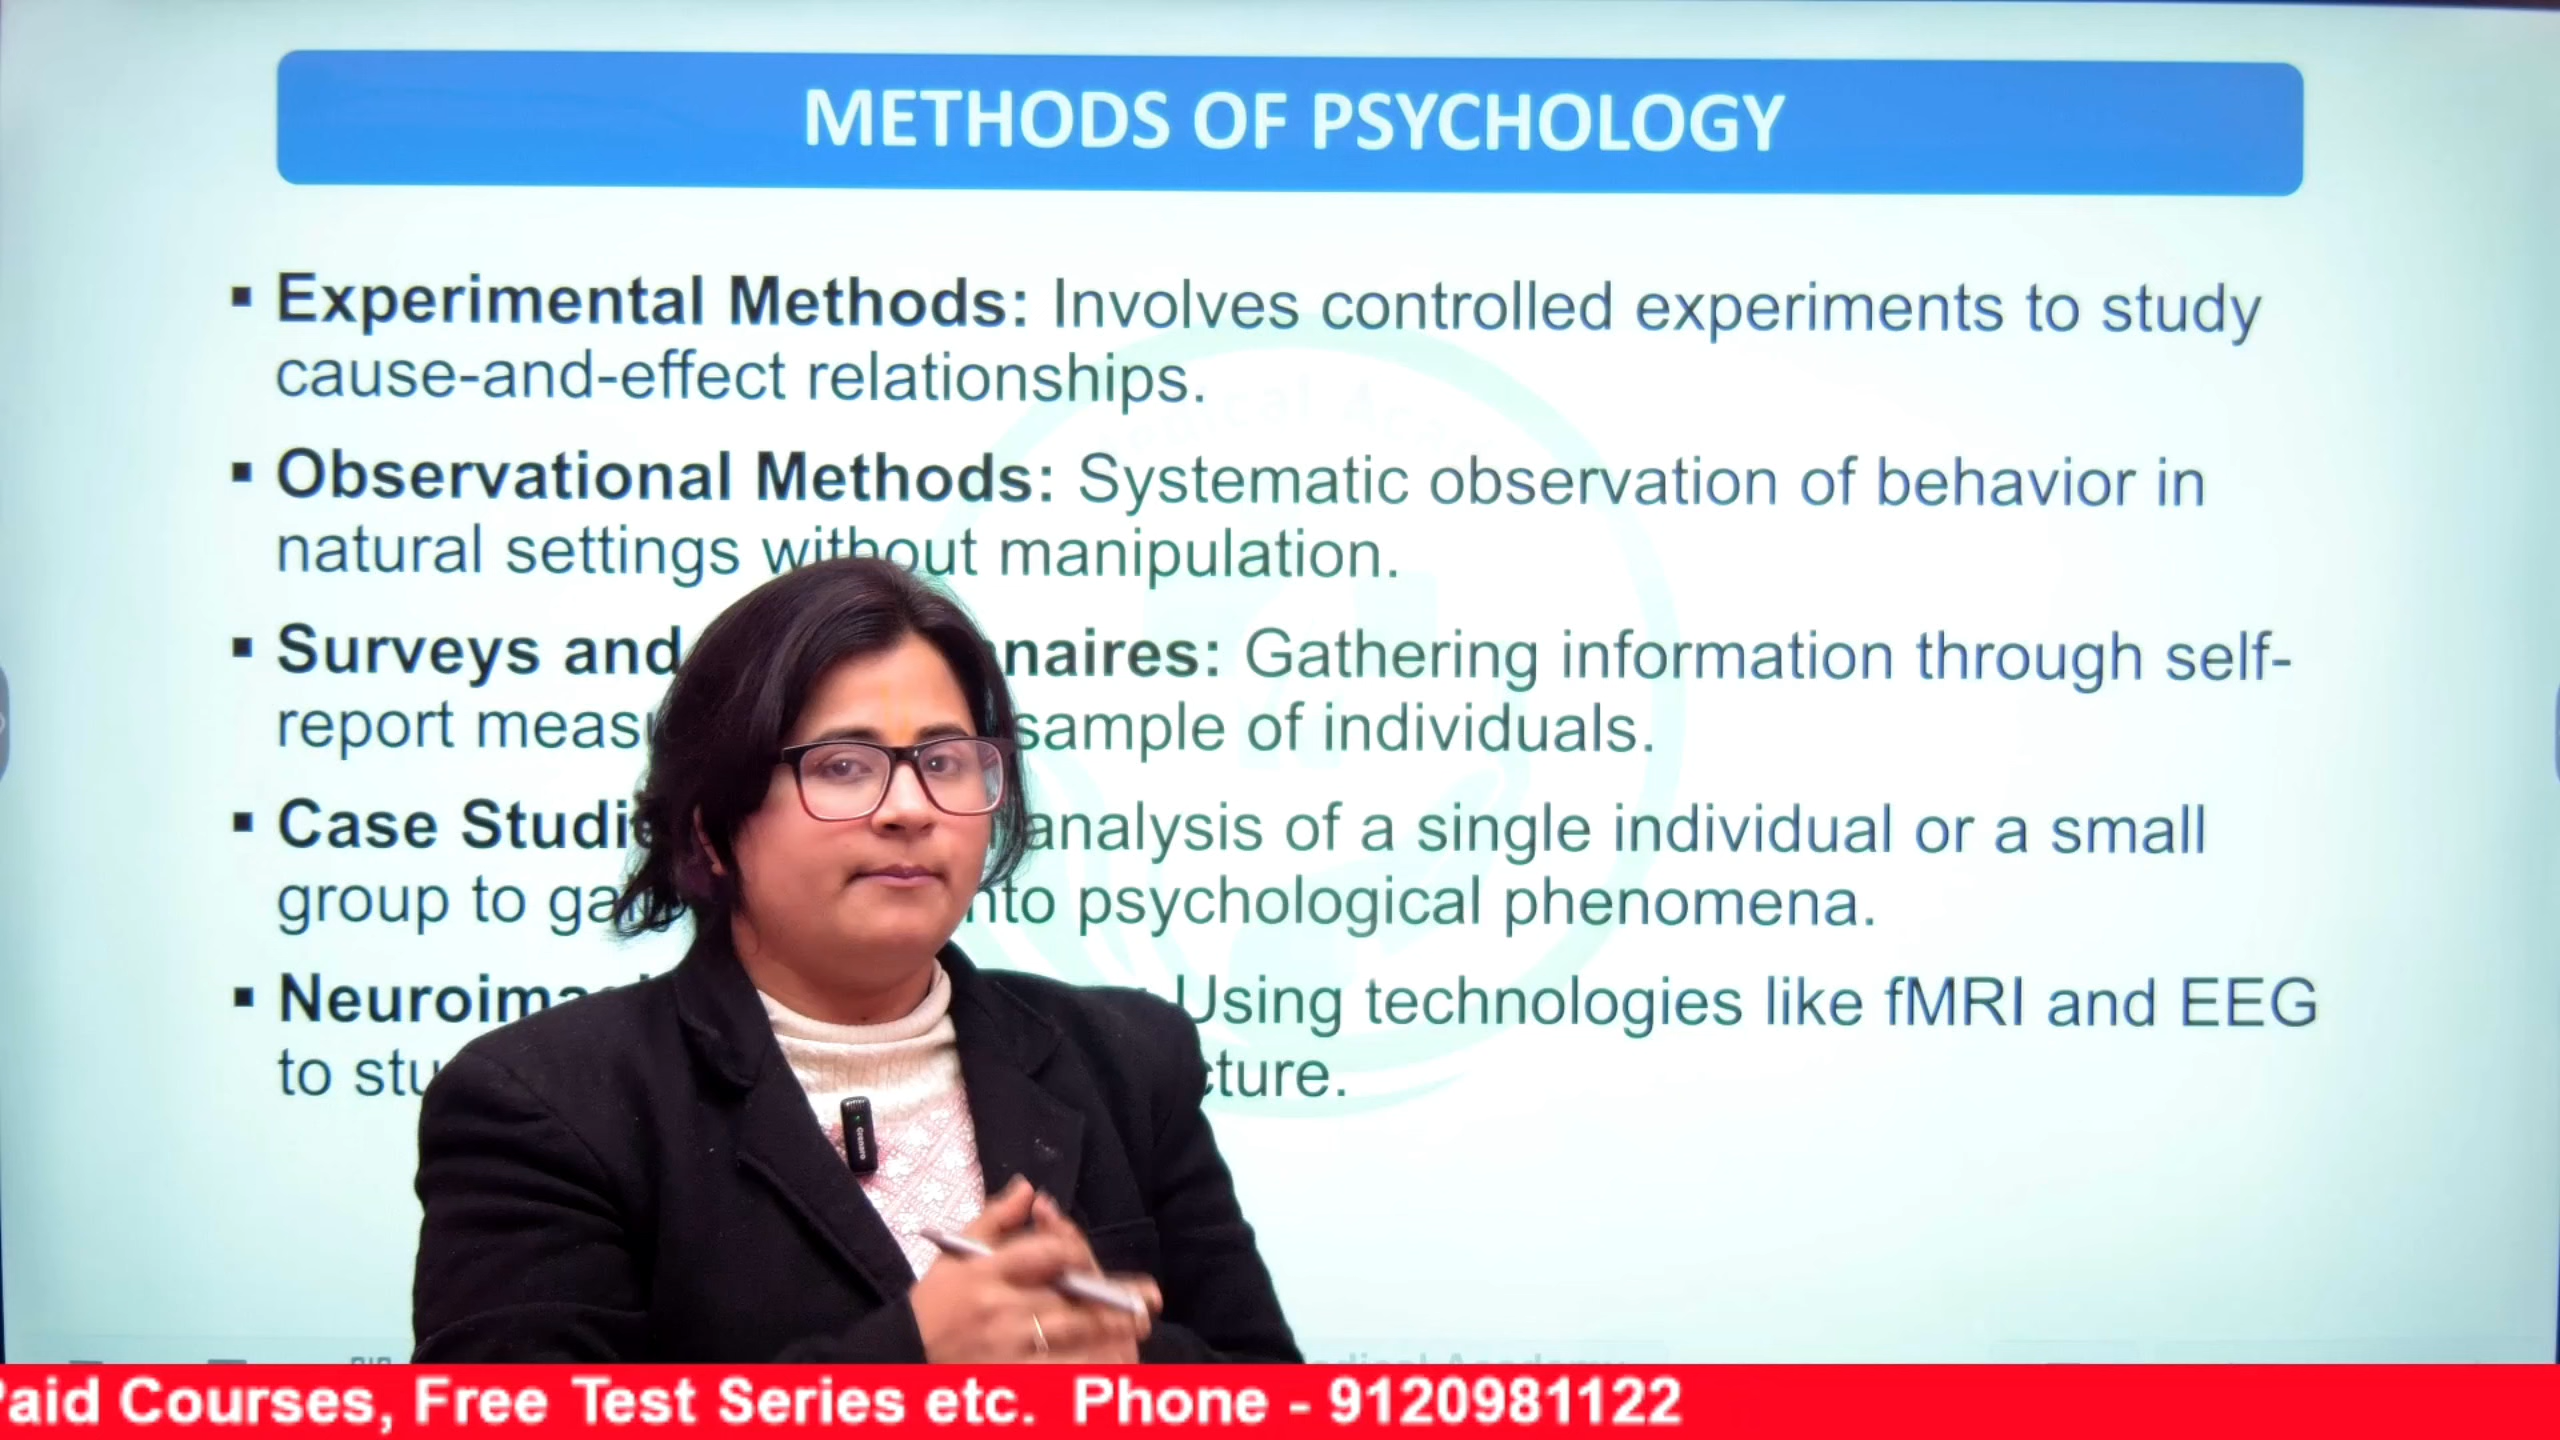 METHODS OF PSYCHOLOGY
▪ Experimental Methods: Involves controlled experiments to study
cause-and-effect relationships.
▪ Observational Methods: Systematic observation of behavior in
natural settings without manipulation.
▪ Surveys and naires: Gathering information through self-
report meas sample of individuals.
▪ Case Studi analysis of a single individual or a small
group to ga nto psychological phenomena.
▪ Neuroima Using technologies like fMRI and EEG
to stu cture.
Paid Courses, Free Test Series etc. Phone - 9120981122